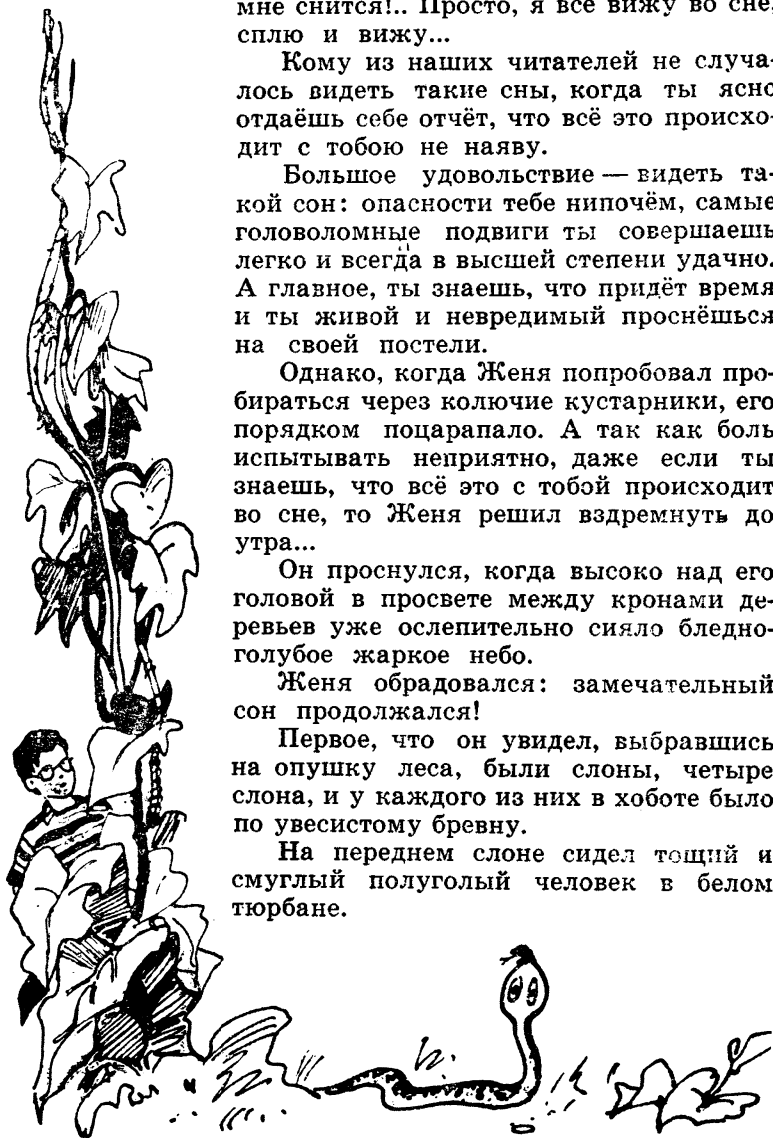 мне снится!.. Просто, я все вижу во сне,
сплю и вижу...
Кому из наших читателей не случа-
лось видеть такие сны, когда ты ясно
отдаёшь себе отчёт, что всё это происхо-
дит с тобою не наяву.
Большое удовольствие — видеть та-
кой сон: опасности тебе нипочём, самые
головоломные подвиги ты совершаешь
легко и всегда в высшей степени удачно.
А главное, ты знаешь, что придёт время
и ты живой и невредимый проснёшься
на своей постели.
Однако, когда Женя попробовал про-
бираться через колючие кустарники, его
порядком поцарапало. А так как боль
испытывать неприятно, даже если ты
знаешь, что всё это с тобой происходит
во сне, то Женя решил вздремнуть до
утра...
Он проснулся, когда высоко над его
головой в просвете между кронами де-
ревьев уже ослепительно сияло бледно-
голубое жаркое небо.
Женя обрадовался: замечательный
сон продолжался!
Первое, что он увидел, выбравшись
на опушку леса, были слоны, четыре
слона, и у каждого из них в хоботе было
по увесистому бревну.
На переднем слоне сидел тощий и
смуглый полуголый человек в белом
тюрбане.